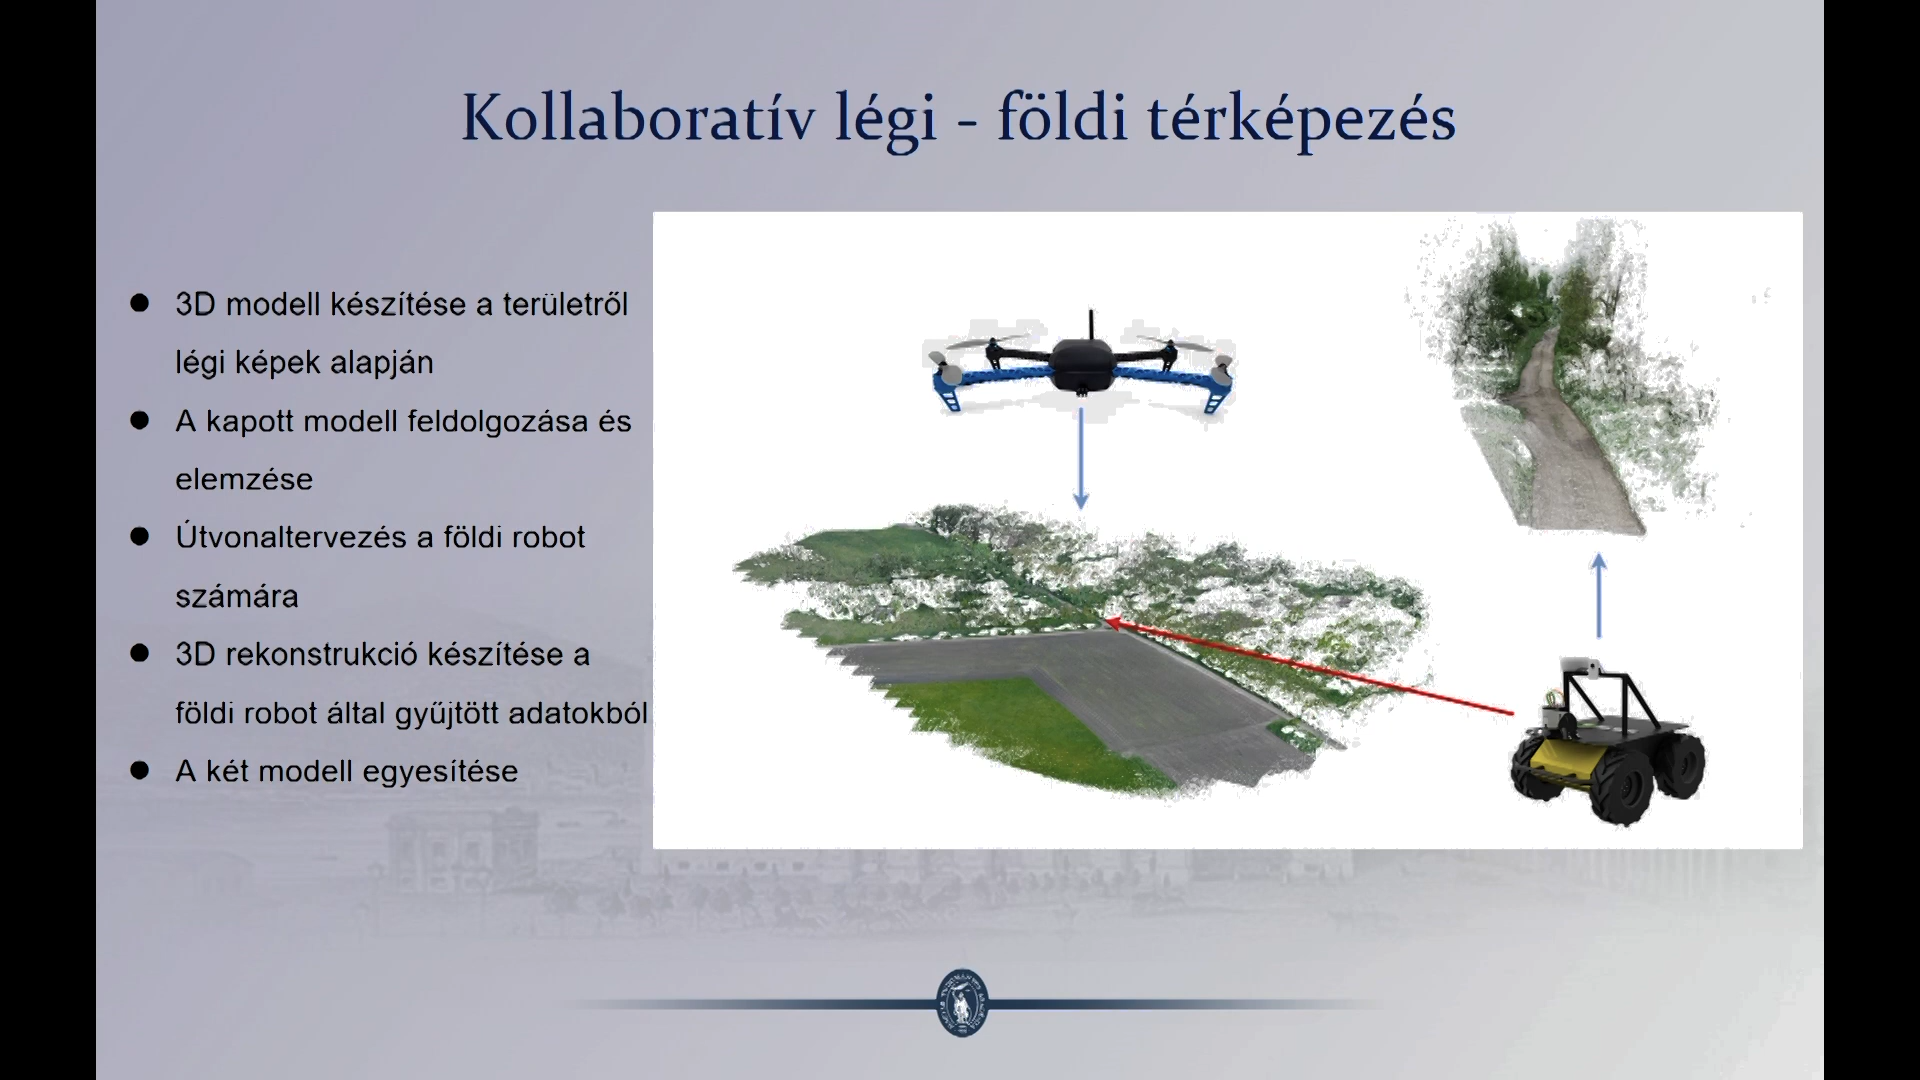 Kollaboratív légi - földi térképezés
● 3D modell készítése a területről
légi képek alapján
● A kapott modell feldolgozása és
elemzése
● Útvonaltervezés a földi robot
számára
● 3D rekonstrukció készítése a
földi robot által gyűjtött adatokból
● A két modell egyesítése